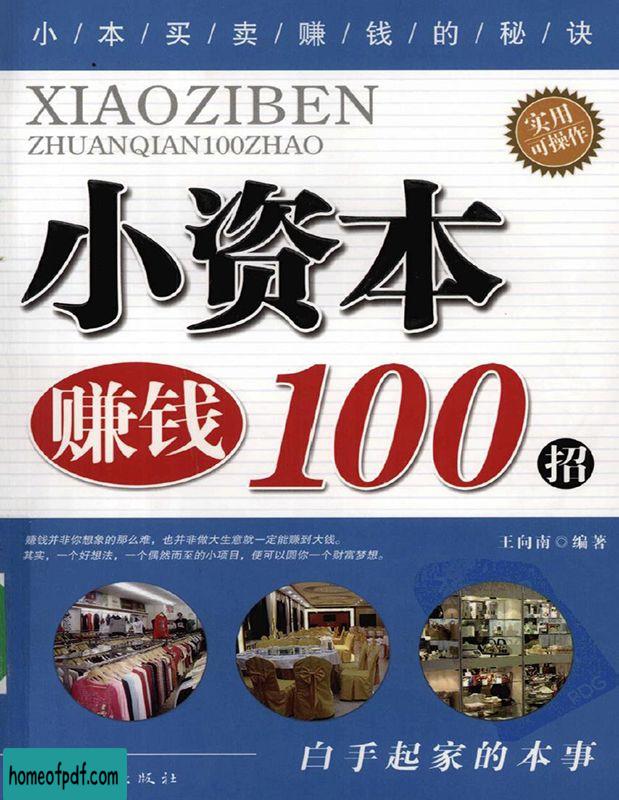 小/本/买/卖/赚/钱/的/秘/诀
XIAOZIBEN
ZHUANQIAN100ZHAO
实用
可操作
小资本
赚钱100招
赚钱并非你想象的那么难，也并非做大生意就一定能赚到大钱。
其实，一个好想法，一个偶然而至的小项目，便可以圆你一个财富梦想。
王向南◎编著
PDG
白手起家的本事
homeofpdf.com
出版社